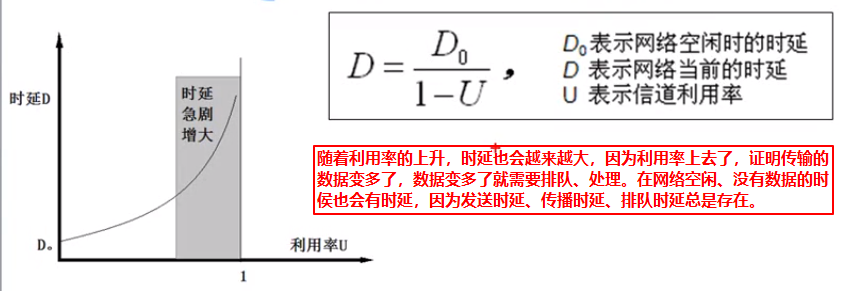 时延D
时延
急剧
增大
D。
利用率U
1
D = D₀ / (1-U) ,
D₀ 表示网络空闲时的时延
D 表示网络当前的时延
U 表示信道利用率
随着利用率的上升，时延也会越来越大，因为利用率上去了，证明传输的
数据变多了，数据变多了就需要排队、处理。在网络空闲、没有数据的时
侯也会有时延，因为发送时延、传播时延、排队时延总是存在。